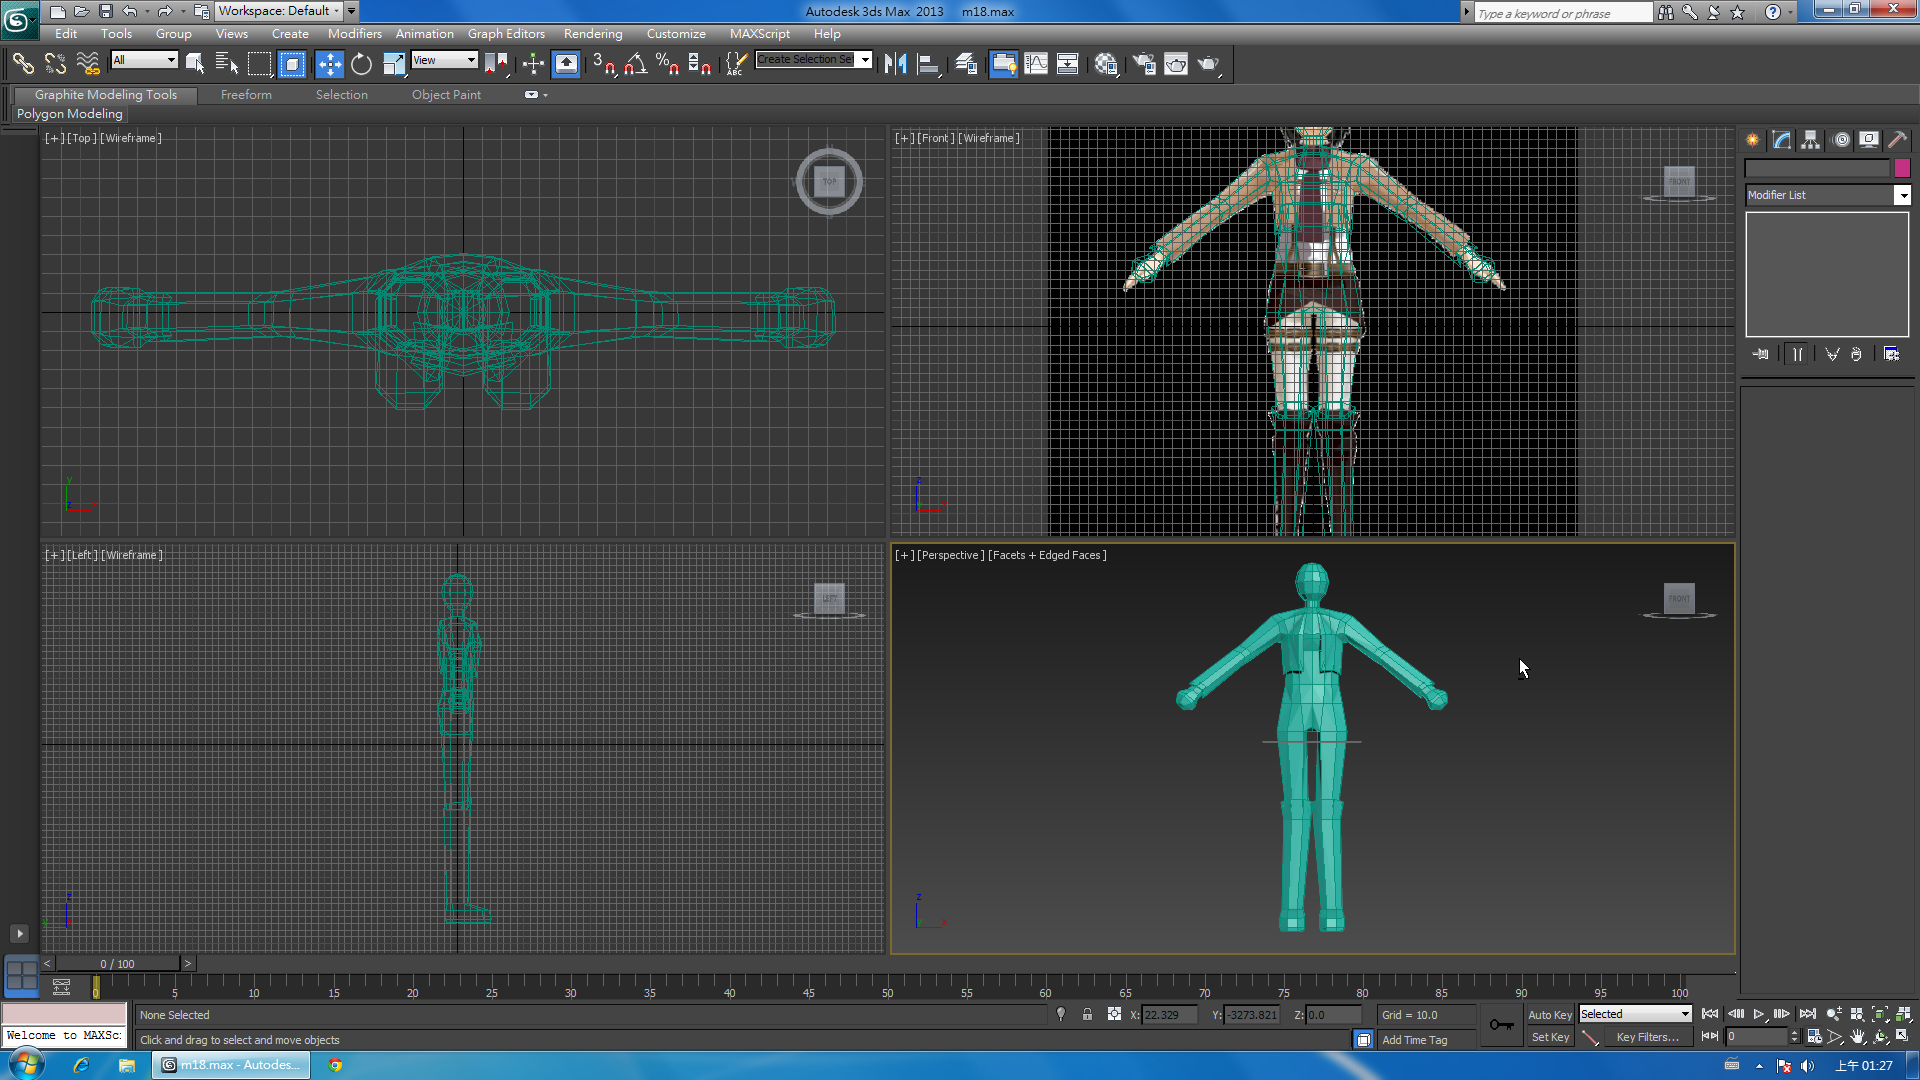 Workspace: Default
Autodesk 3ds Max 2013 m18.max
Type a keyword or phrase
Edit Tools Group Views Create Modifiers Animation Graph Editors Rendering Customize MAXScript Help
All
View
3
%
ABC
Create Selection Set
Graphite Modeling Tools Freeform Selection Object Paint
Polygon Modeling
[+][Top][Wireframe]
TOP
Y
X
[+][Front][Wireframe]
FRONT
Z
X
Modifier List
[+][Left][Wireframe]
LEFT
Z
[+][Perspective][Facets + Edged Faces]
FRONT
Z
X
< 0 / 100 >
0 5 10 15 20 25 30 35 40 45 50 55 60 65 70 75 80 85 90 95 100
None Selected
X: 22.329 Y: -3273.821 Z: 0.0 Grid = 10.0
Auto Key Selected
Welcome to MAXSc:
Click and drag to select and move objects
Add Time Tag
Set Key Key Filters... 0
m18.max - Autodes...
上午 01:27